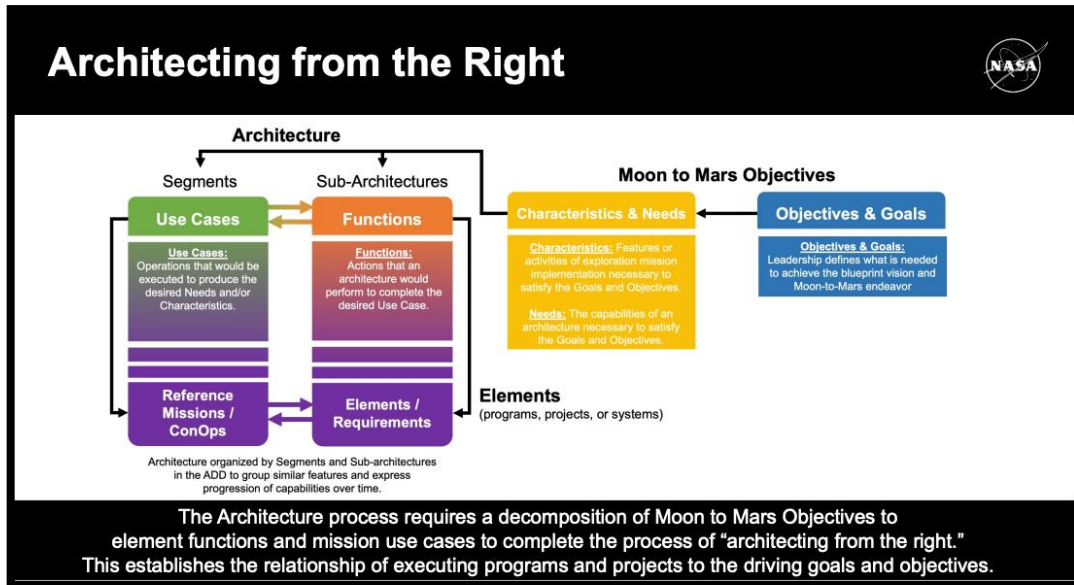 Architecting from the Right
NASA
Architecture
Segments
Sub-Architectures
Moon to Mars Objectives
Use Cases
Functions
Characteristics & Needs
Objectives & Goals
Use Cases:
Operations that would be
executed to produce the
desired Needs and/or
Characteristics.
Functions:
Actions that an
architecture would
perform to complete the
desired Use Case.
Characteristics: Features or
activities of exploration mission
implementation necessary to
satisfy the Goals and Objectives.
Needs: The capabilities of an
architecture necessary to satisfy
the Goals and Objectives.
Objectives & Goals:
Leadership defines what is needed
to achieve the blueprint vision and
Moon-to-Mars endeavor
Reference
Missions /
ConOps
Elements /
Requirements
Elements
(programs, projects, or systems)
Architecture organized by Segments and Sub-architectures
in the ADD to group similar features and express
progression of capabilities over time.
The Architecture process requires a decomposition of Moon to Mars Objectives to
element functions and mission use cases to complete the process of “architecting from the right.”
This establishes the relationship of executing programs and projects to the driving goals and objectives.